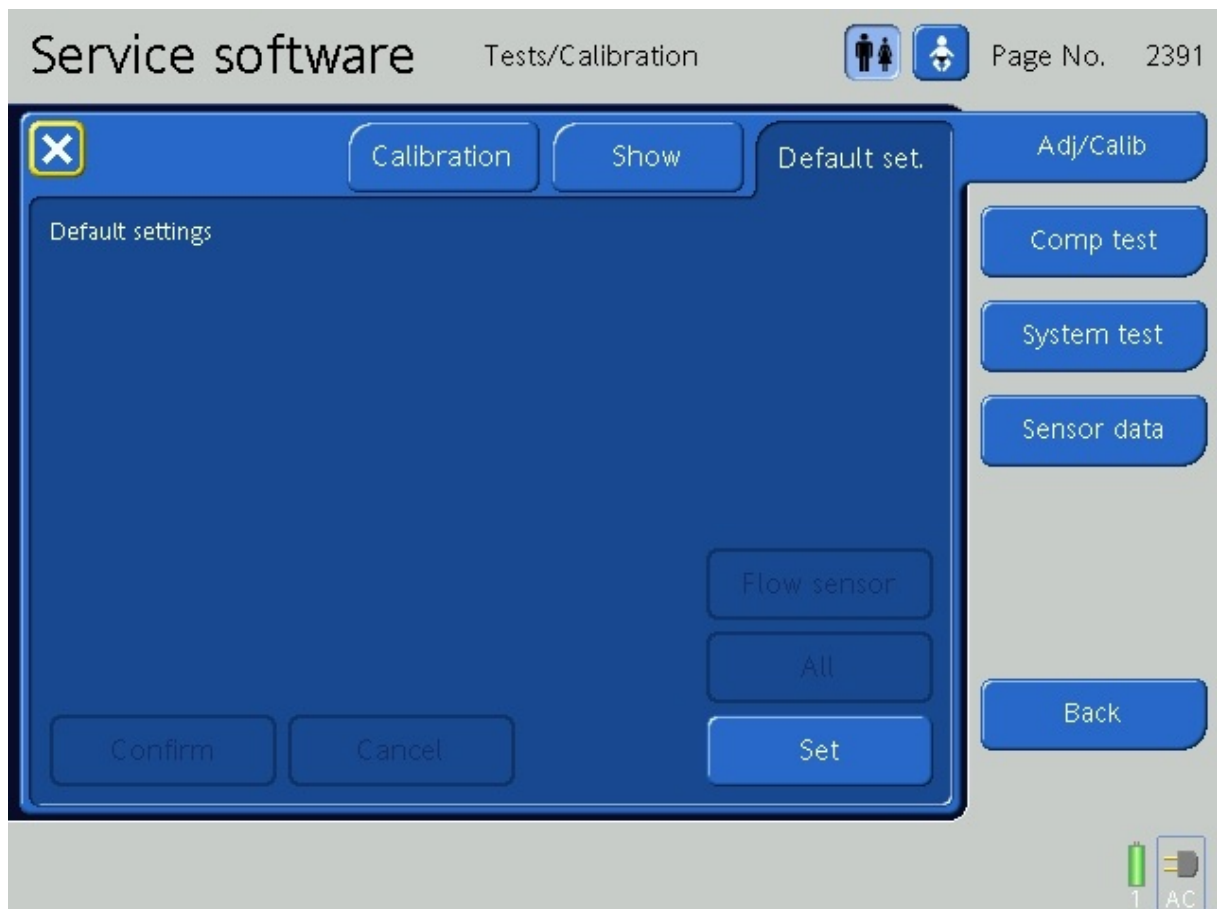 Service software Tests/Calibration Page No. 2391
Calibration Show Default set. Adj/Calib
Default settings
Comp test
System test
Sensor data
Flow sensor
All
Back
Confirm Cancel Set
1 AC